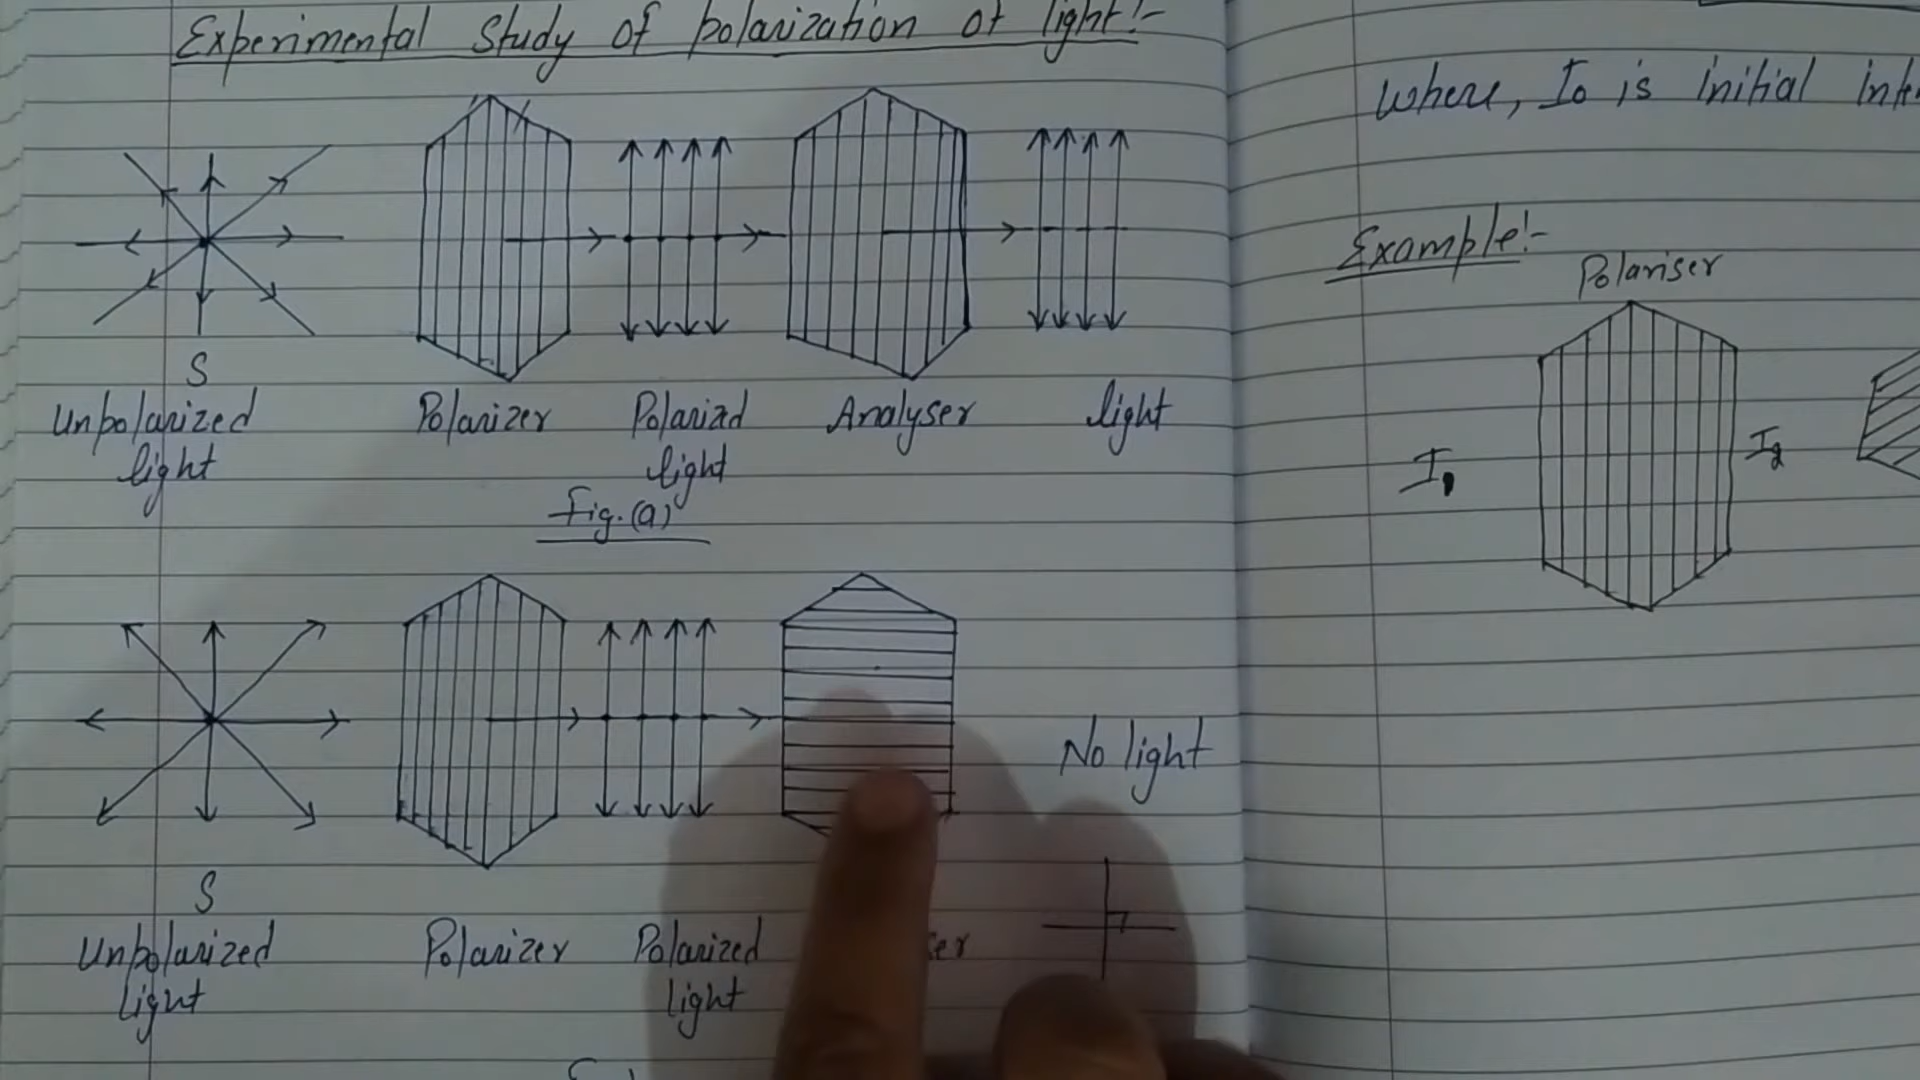 Experimental Study of polarization of light:-
S
Unpolarized
light
Polarizer
Polarizd
light
Analyser
light
Fig.(a)
S
Unpolarized
light
Polarizer
Polarized
light
No light
where, Io is initial
Example:-
Polariser
I1
I2